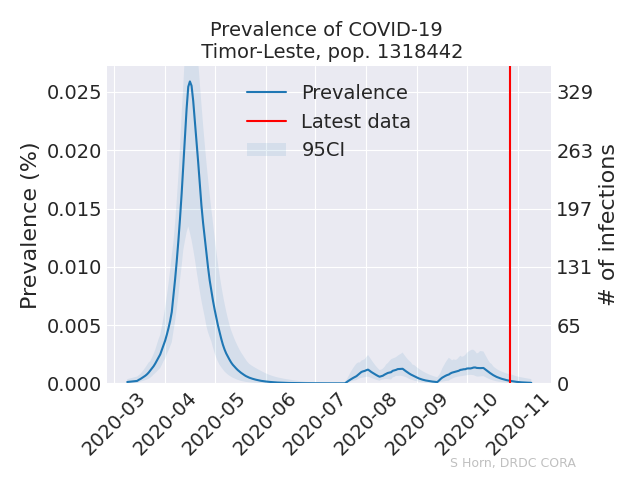 Prevalence of COVID-19
Timor-Leste, pop. 1318442
Prevalence
Latest data
95CI
Prevalence (%)
0.025
0.020
0.015
0.010
0.005
0.000
329
263
197
131
65
0
# of infections
2020-03
2020-04
2020-05
2020-06
2020-07
2020-08
2020-09
2020-10
2020-11
S Horn, DRDC CORA